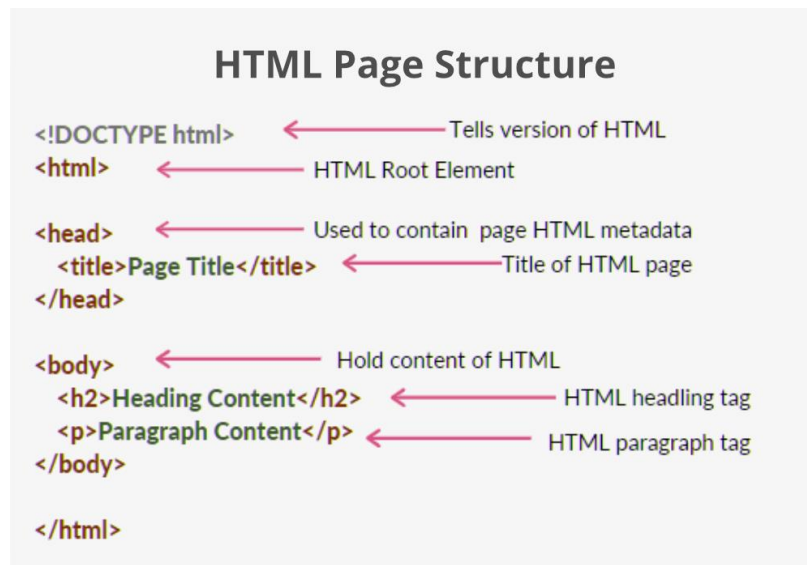 HTML Page Structure
<!DOCTYPE html> Tells version of HTML
<html> HTML Root Element
<head> Used to contain page HTML metadata
<title>Page Title</title> Title of HTML page
</head>
<body> Hold content of HTML
<h2>Heading Content</h2> HTML headling tag
<p>Paragraph Content</p> HTML paragraph tag
</body>
</html>